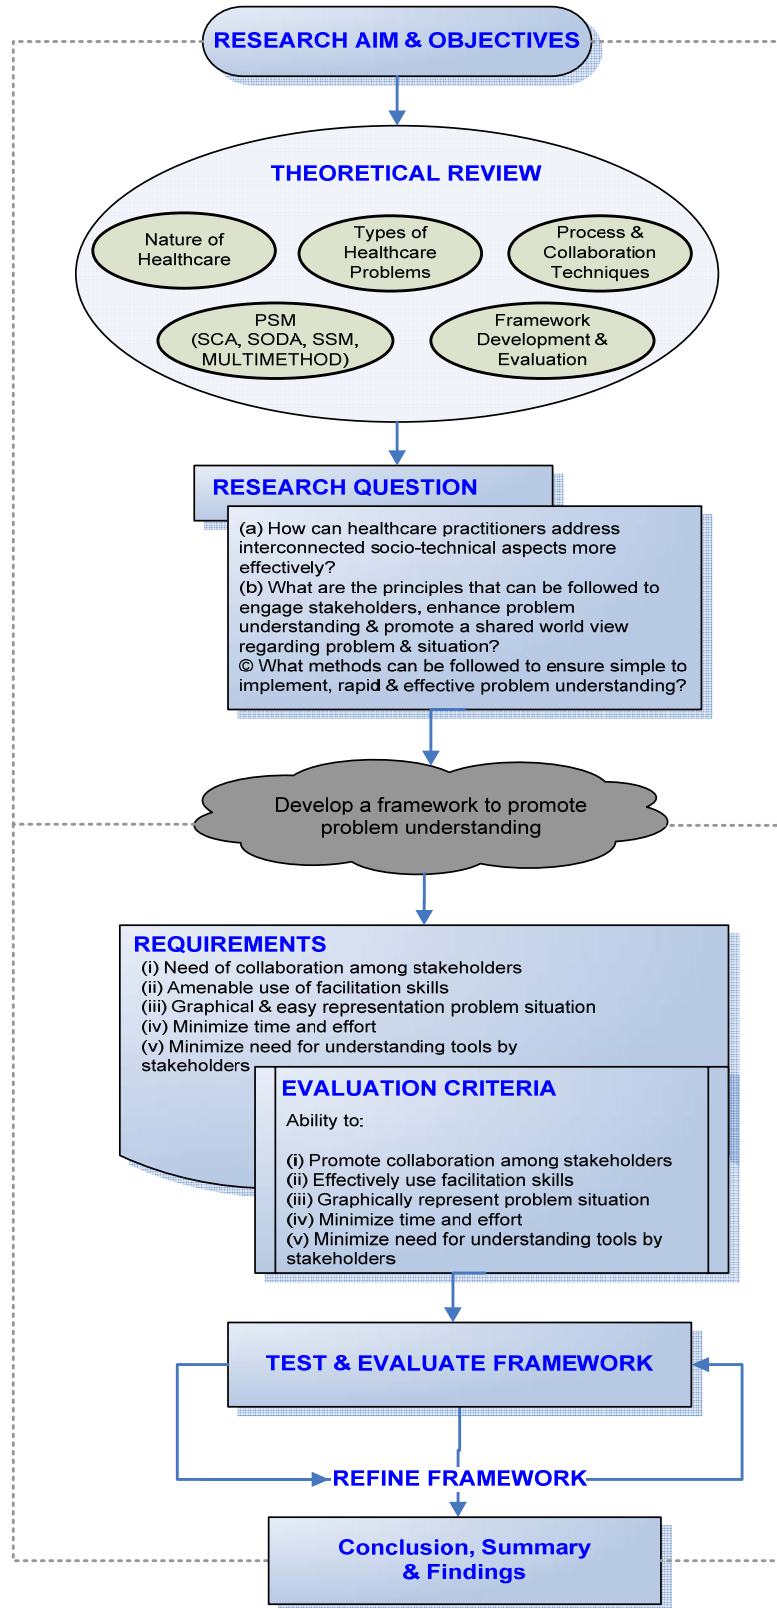 RESEARCH AIM & OBJECTIVES
THEORETICAL REVIEW
Nature of
Healthcare
Types of
Healthcare
Problems
Process &
Collaboration
Techniques
PSM
(SCA, SODA, SSM,
MULTIMETHOD)
Framework
Development &
Evaluation
RESEARCH QUESTION
(a) How can healthcare practitioners address
interconnected socio-technical aspects more
effectively?
(b) What are the principles that can be followed to
engage stakeholders, enhance problem
understanding & promote a shared world view
regarding problem & situation?
© What methods can be followed to ensure simple to
implement, rapid & effective problem understanding?
Develop a framework to promote
problem understanding
REQUIREMENTS
(i) Need of collaboration among stakeholders
(ii) Amenable use of facilitation skills
(iii) Graphical & easy representation problem situation
(iv) Minimize time and effort
(v) Minimize need for understanding tools by
stakeholders
EVALUATION CRITERIA
Ability to:
(i) Promote collaboration among stakeholders
(ii) Effectively use facilitation skills
(iii) Graphically represent problem situation
(iv) Minimize time and effort
(v) Minimize need for understanding tools by
stakeholders
TEST & EVALUATE FRAMEWORK
REFINE FRAMEWORK
Conclusion, Summary
& Findings